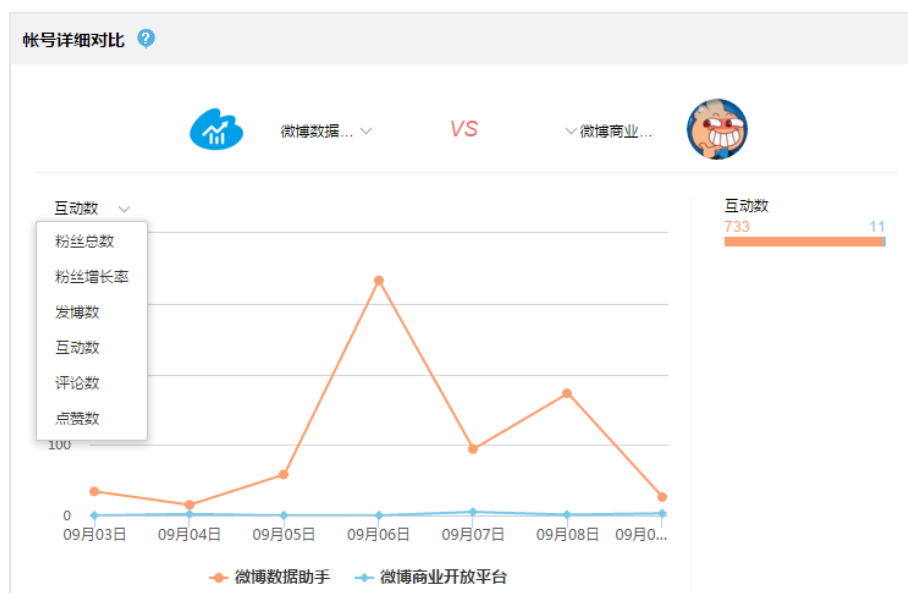 帐号详细对比 ?
微博数据... VS 微博商业...
互动数
粉丝总数
粉丝增长率
发博数
互动数
评论数
点赞数
100
0
09月03日 09月04日 09月05日 09月06日 09月07日 09月08日 09月0...
微博数据助手 微博商业开放平台
互动数
733 11